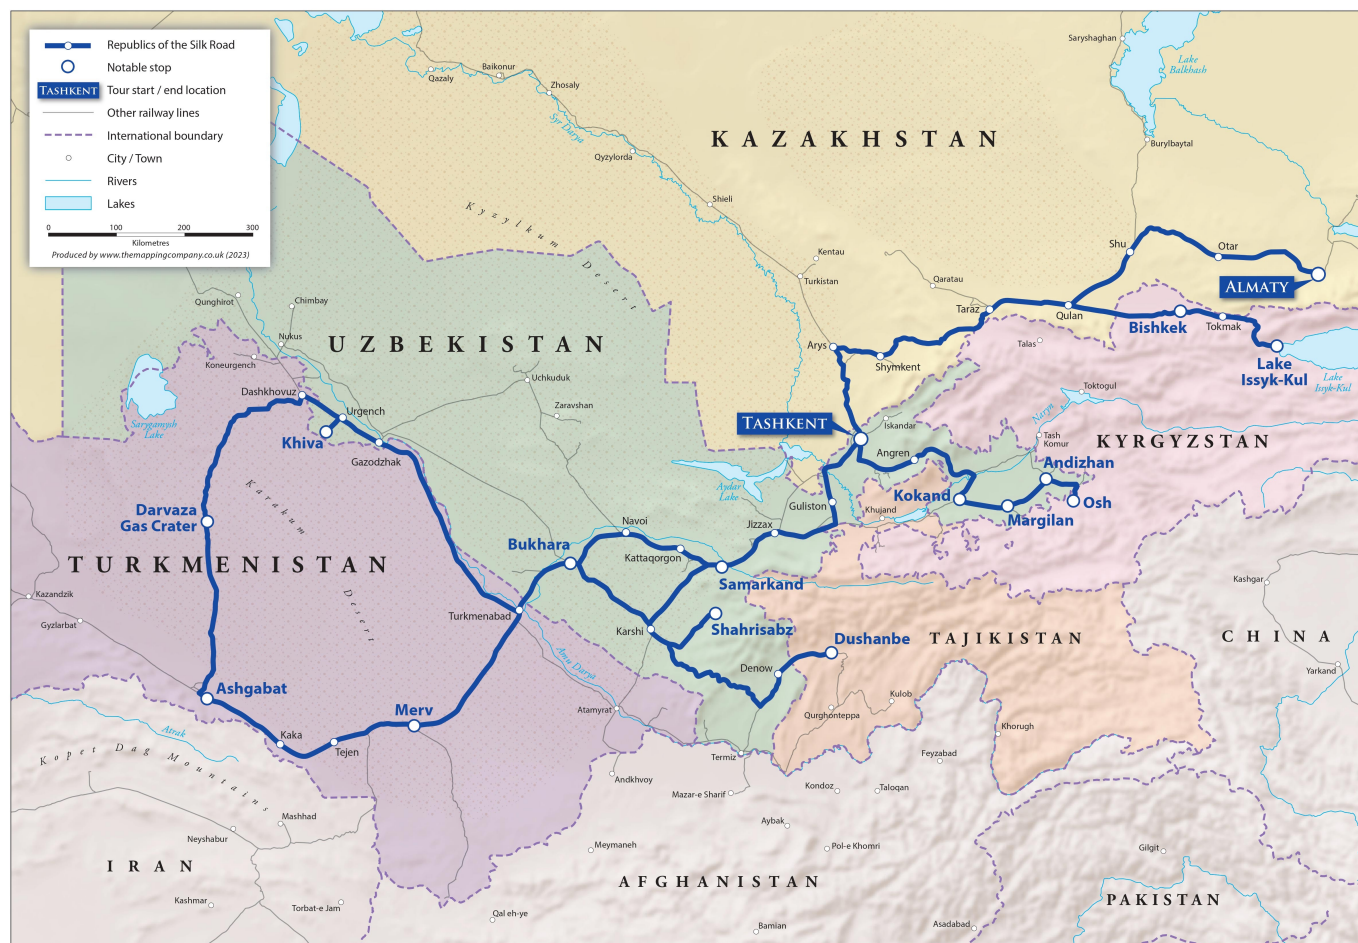 Republics of the Silk Road
Notable stop
TASHKENT
Tour start / end location
Other railway lines
International boundary
City / Town
Rivers
Lakes
0 100 200 300
Kilometres
Produced by www.themappingcompany.co.uk (2023)
Saryshaghan
Lake
Balkhash
Qazaly
Baikonur
Zhosaly
Syr Darya
KAZAKHSTAN
Burylbaytal
Qyzylorda
Shieli
Kyzylkum Desert
Kentau
Turkistan
Shu
Otar
ALMATY
Qaratau
Taraz
Qulan
Bishkek
Tokmak
Lake
Issyk-Kul
Lake
Issyk-Kul
Talas
Arys
Shymkent
Qunghirot
Chimbay
Nukus
Koneurgench
UZBEKISTAN
Uchkuduk
Zaravshan
Dashkhovuz
Urgench
Khiva
Gazodzhak
Sarygamysh
Lake
TASHKENT
Iskandar
Angren
Toktogul
Naryn
Tash
Komur
KYRGYZSTAN
Andizhan
Kokand
Osh
Margilan
Khujand
Aydar
Lake
Guliston
Jizzax
Navoi
Kattaqorgon
Bukhara
Samarkand
Karakum Desert
Darvaza
Gas Crater
TURKMENISTAN
Kazandzik
Gyzlarbat
Turkmenabad
Karshi
Shahrisabz
Dushanbe
TAJIKISTAN
Kashgar
CHINA
Yarkand
Denow
Amu Darya
Ashgabat
Merv
Atamyrat
Qurghonteppa
Kulob
Khorugh
Kaka
Tejen
Atrak
Kopet Dag Mountains
Termiz
Feyzabad
Andkhvoy
Mazar-e Sharif
Kondoz
Taloqan
Mashhad
Neyshabur
Aybak
Meymaneh
Pol-e Khomri
Gilgit
IRAN
AFGHANISTAN
PAKISTAN
Kashmar
Torbat-e Jam
Qal eh-ye
Bamian
Asadabad